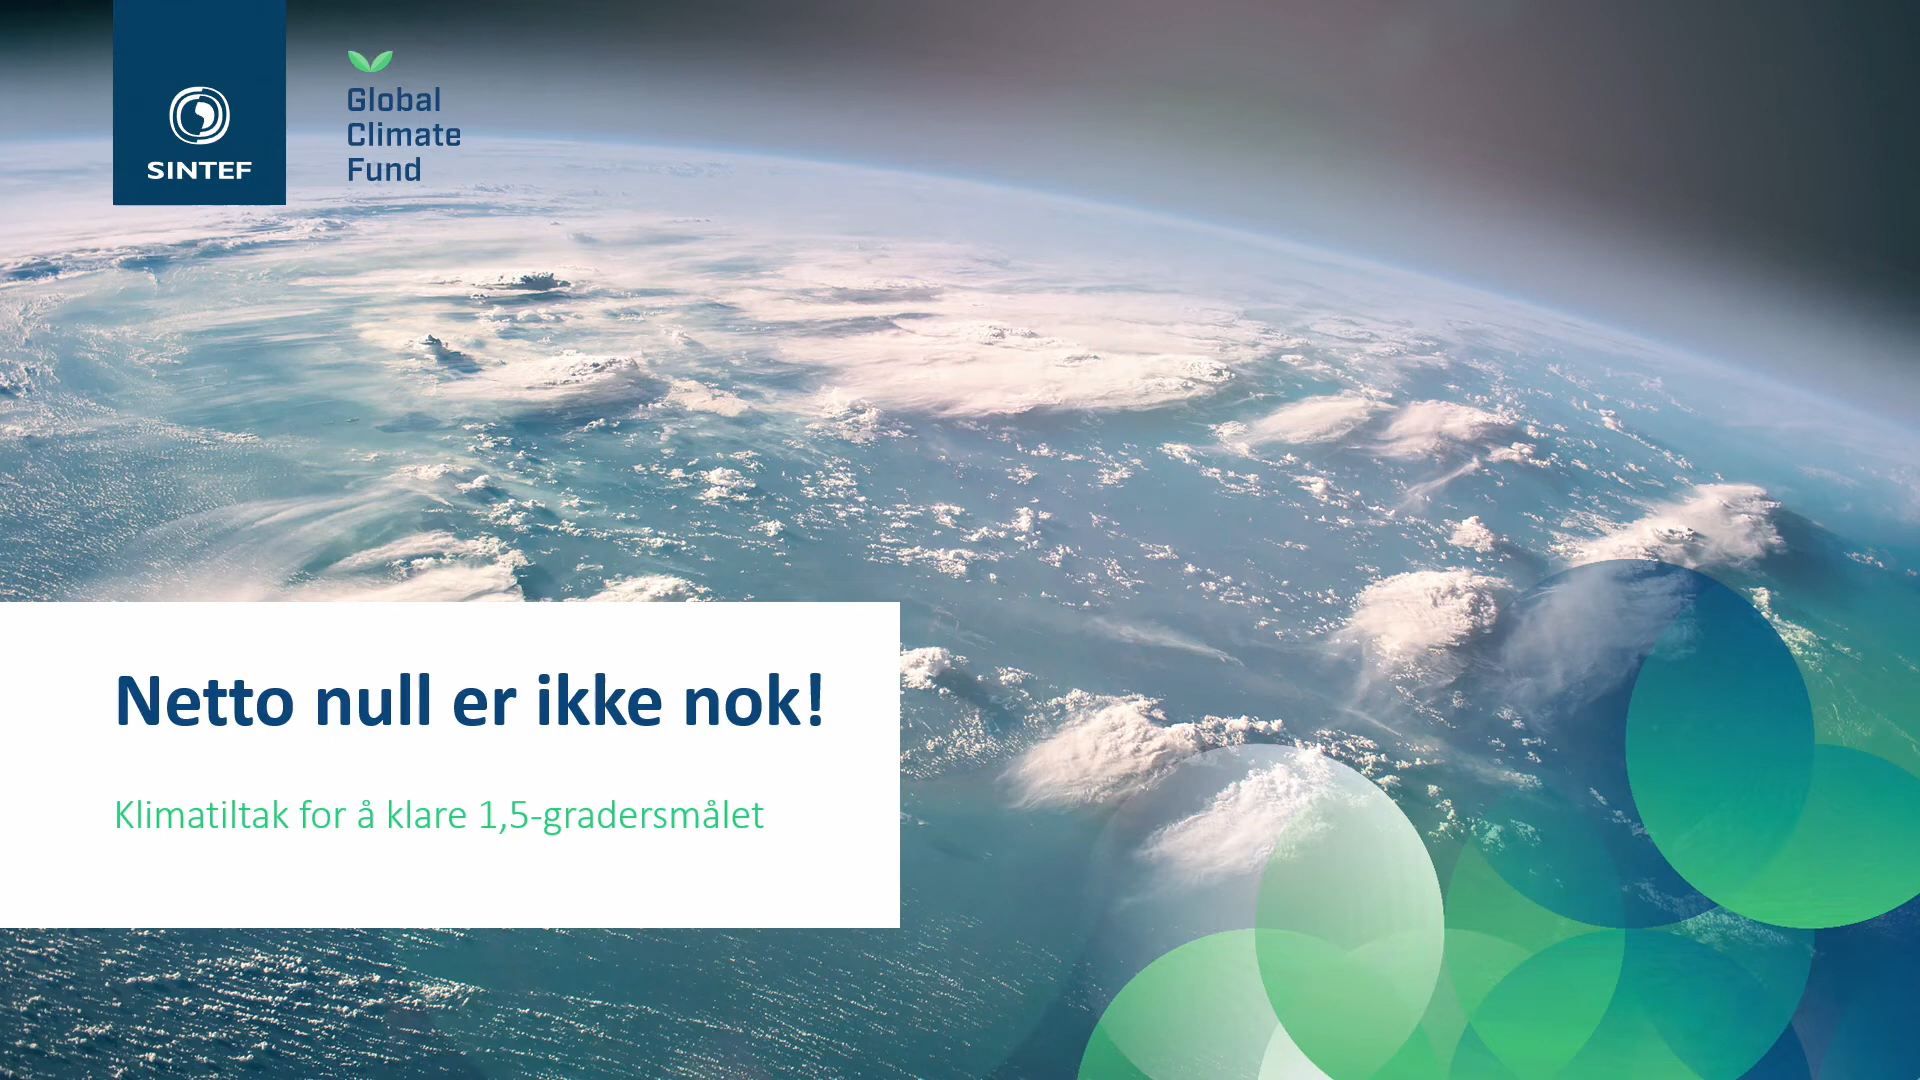 SINTEF
Global
Climate
Fund
Netto null er ikke nok!
Klimatiltak for å klare 1,5-gradersmålet